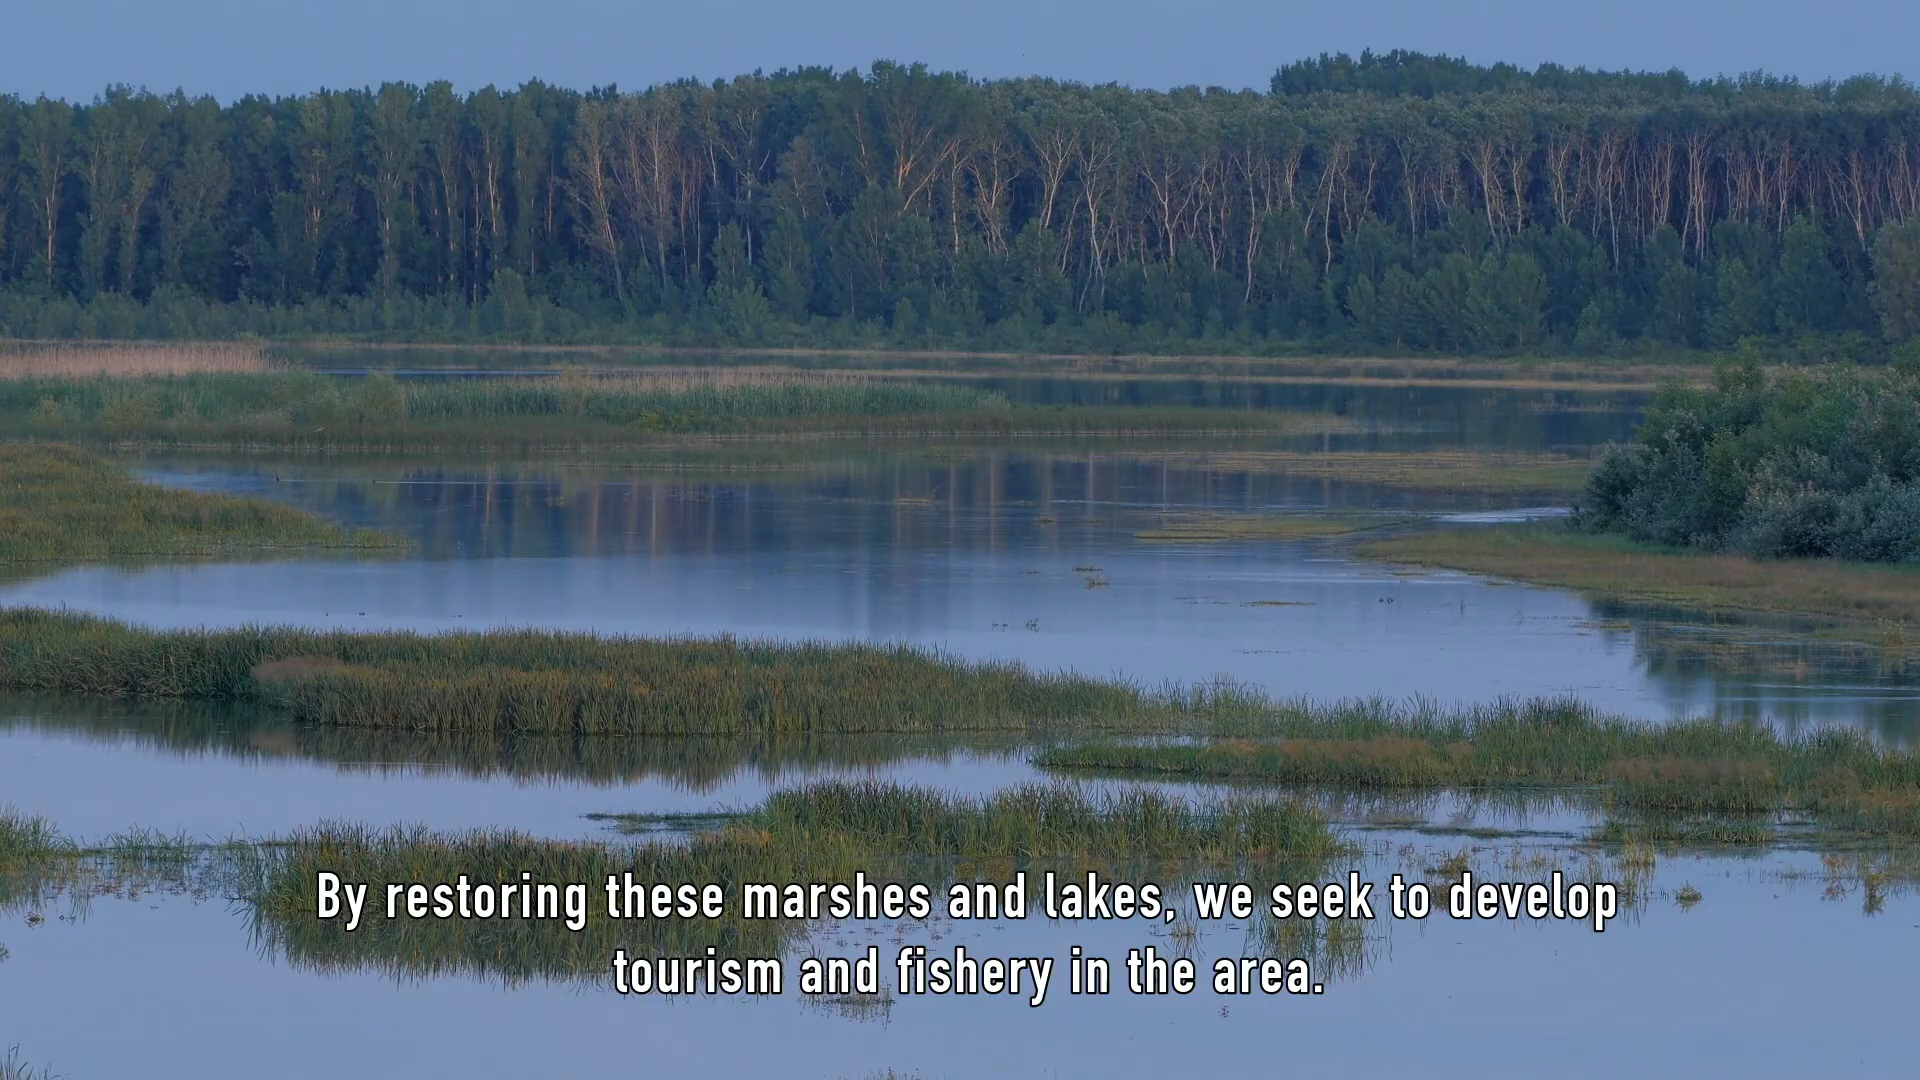 By restoring these marshes and lakes, we seek to develop
tourism and fishery in the area.